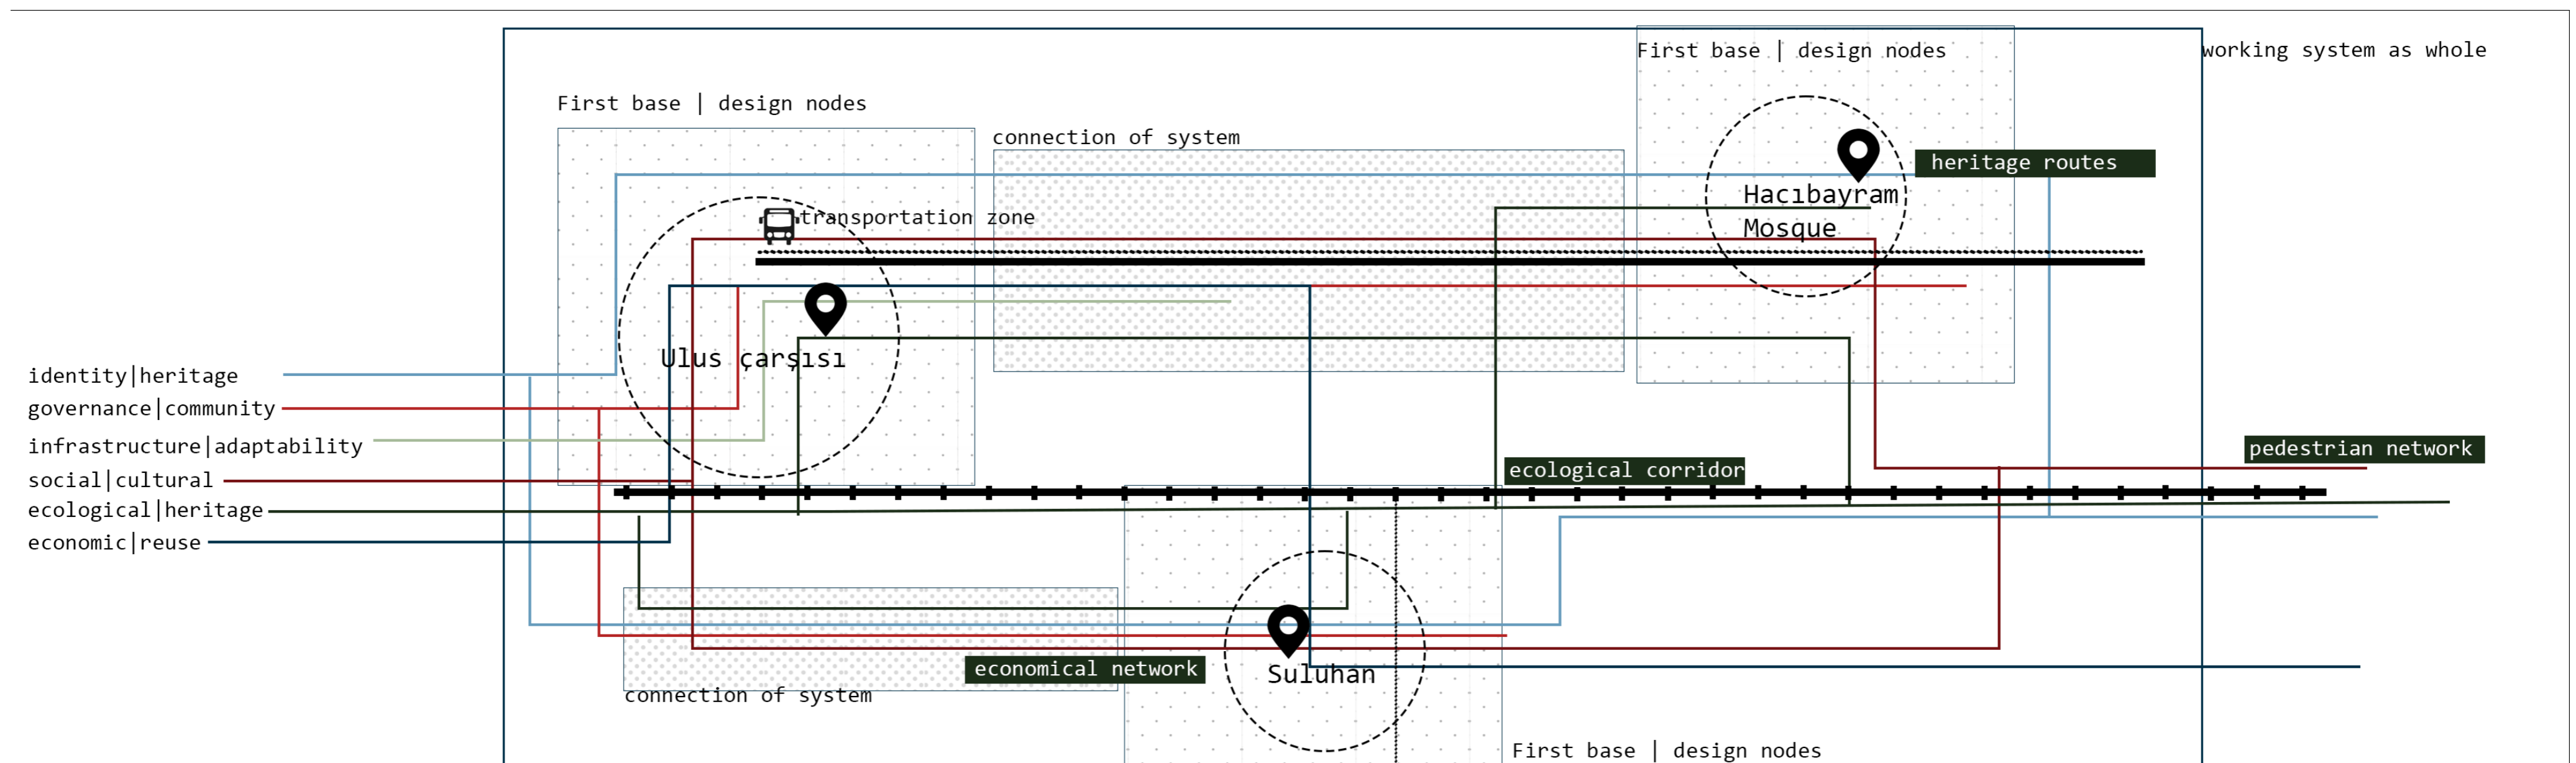 First base | design nodes
working system as whole
First base | design nodes
connection of system
heritage routes
Hacıbayram
Mosque
transportation zone
Ulus çarşısı
identity|heritage
governance|community
infrastructure|adaptability
social|cultural
ecological|heritage
economic|reuse
pedestrian network
ecological corridor
economical network
Suluhan
connection of system
First base | design nodes